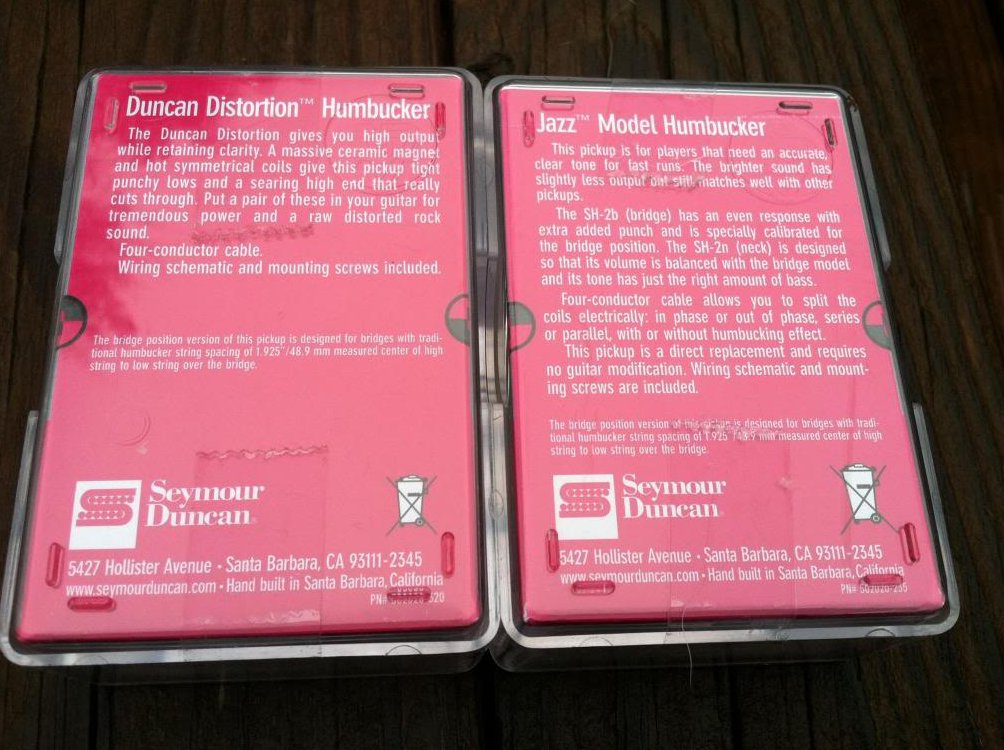 Duncan Distortion™ Humbucker
The Duncan Distortion gives you high output
while retaining clarity. A massive ceramic magnet
and hot symmetrical coils give this pickup tight
punchy lows and a searing high end that really
cuts through. Put a pair of these in your guitar for
tremendous power and a raw distorted rock
sound.
Four-conductor cable.
Wiring schematic and mounting screws included.
The bridge position version of this pickup is designed for bridges with tradi-
tional humbucker string spacing of 1.925"/48.9 mm measured center of high
string to low string over the bridge.
Seymour
Duncan®
5427 Hollister Avenue • Santa Barbara, CA 93111-2345
www.seymourduncan.com • Hand built in Santa Barbara, California
PN#
Jazz™ Model Humbucker
This pickup is for players that need an accurate,
clear tone for fast runs. The brighter sound has
slightly less output but still matches well with other
pickups.
The SH-2b (bridge) has an even response with
extra added punch and is specially calibrated for
the bridge position. The SH-2n (neck) is designed
so that its volume is balanced with the bridge model
and its tone has just the right amount of bass.
Four-conductor cable allows you to split the
coils electrically: in phase or out of phase, series
or parallel, with or without humbucking effect.
This pickup is a direct replacement and requires
no guitar modification. Wiring schematic and mount-
ing screws are included.
The bridge position version of this pickup is designed for bridges with tradi-
tional humbucker string spacing of 1.925"/48.9 mm measured center of high
string to low string over the bridge.
Seymour
Duncan®
5427 Hollister Avenue • Santa Barbara, CA 93111-2345
www.seymourduncan.com • Hand built in Santa Barbara, California
PN#